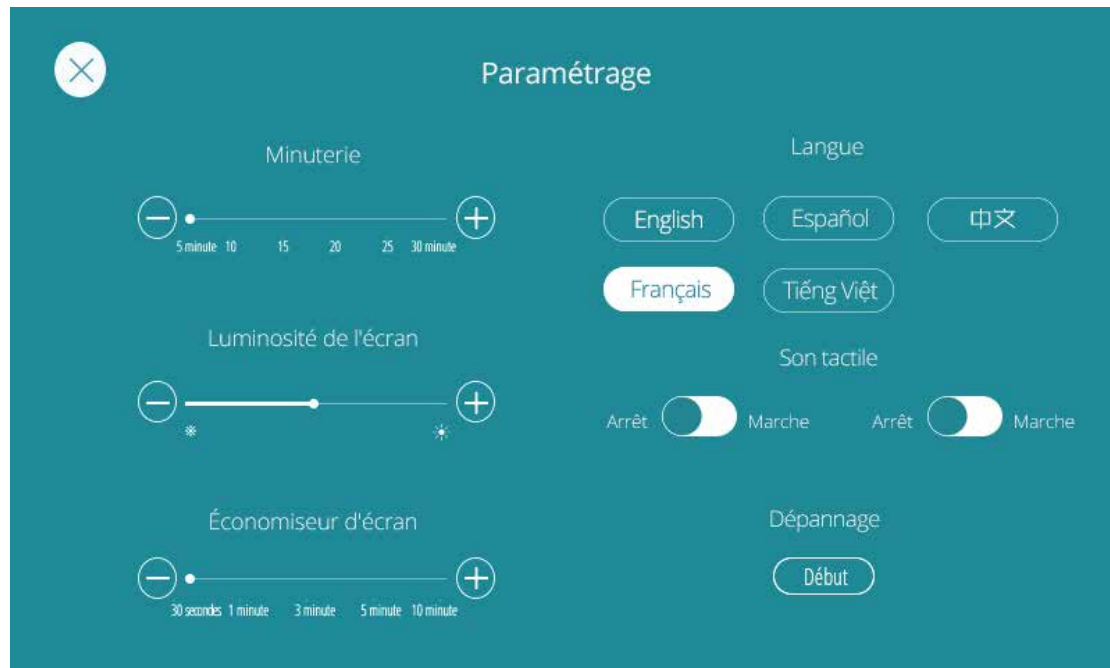 Paramétrage
Minuterie
5 minute 10 15 20 25 30 minute
Luminosité de l'écran
Économiseur d'écran
30 secondes 1 minute 3 minute 5 minute 10 minute
Langue
English Español 中文
Français Tiếng Việt
Son tactile
Arrêt Marche Arrêt Marche
Dépannage
Début